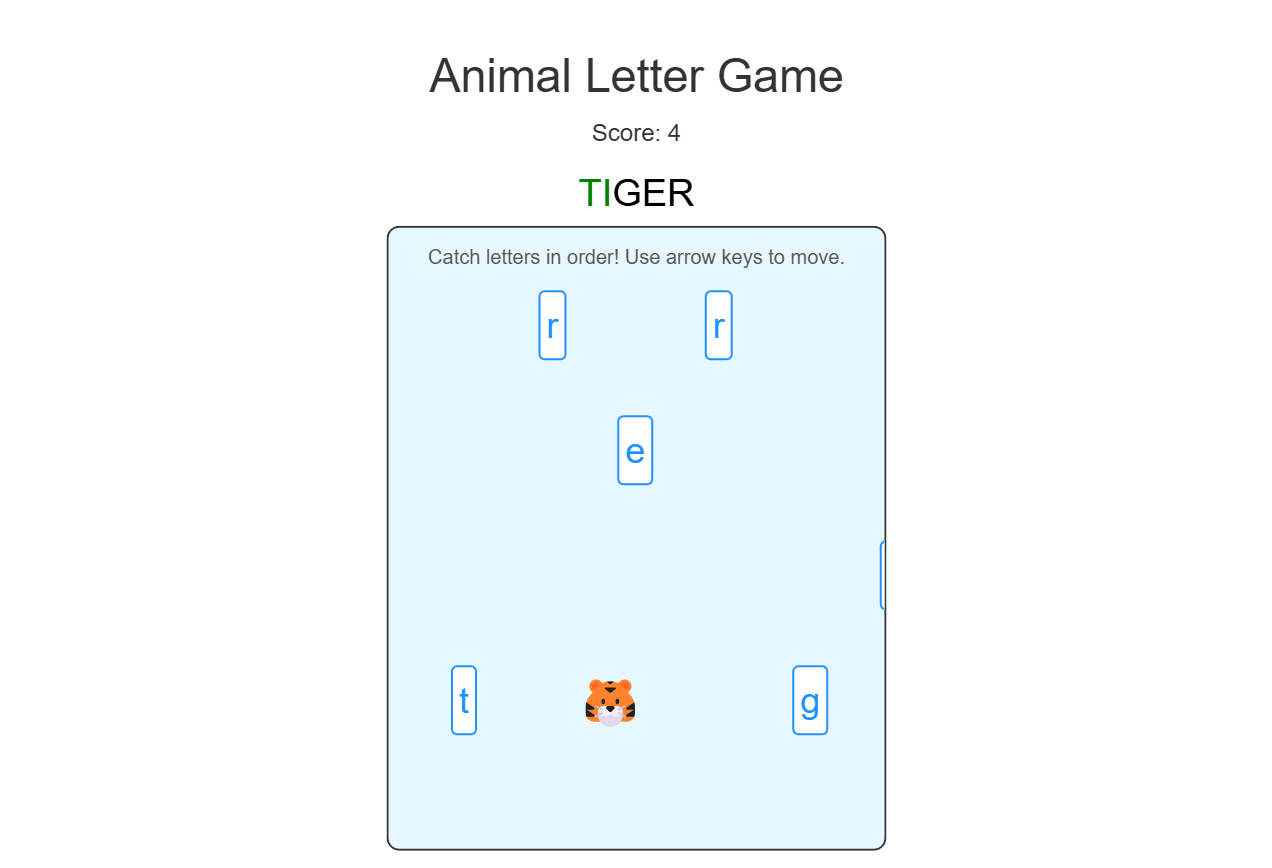 Animal Letter Game
Score: 4
TIGER
Catch letters in order! Use arrow keys to move.
r r
e
t g